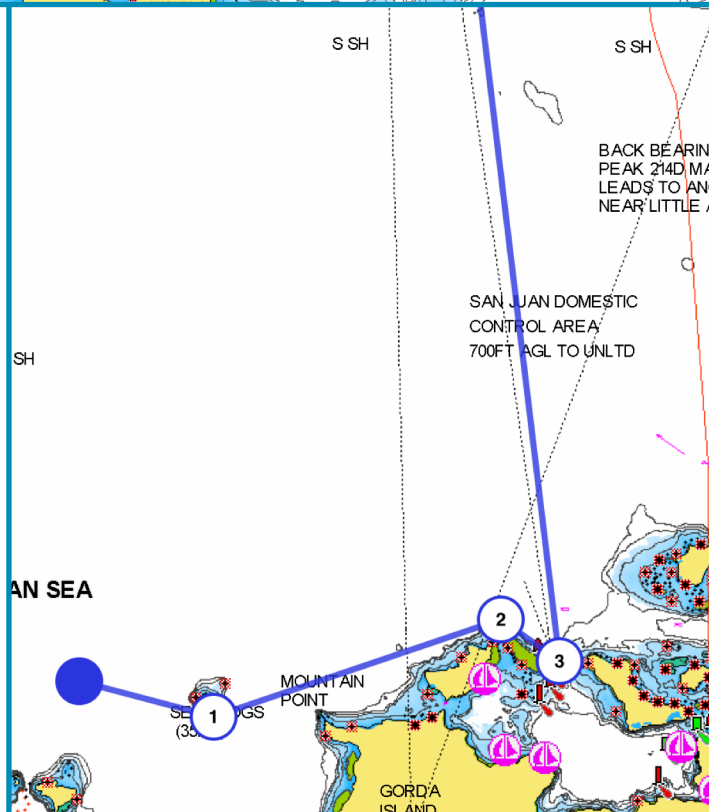 S SH
S SH
BACK BEARIN
PEAK 214D MA
LEADS TO AN
NEAR LITTLE
SAN JUAN DOMESTIC
CONTROL AREA
700FT AGL TO UNLTD
SH
AN SEA
2
3
MOUNTAIN
POINT
1
GORDA
ISLAND